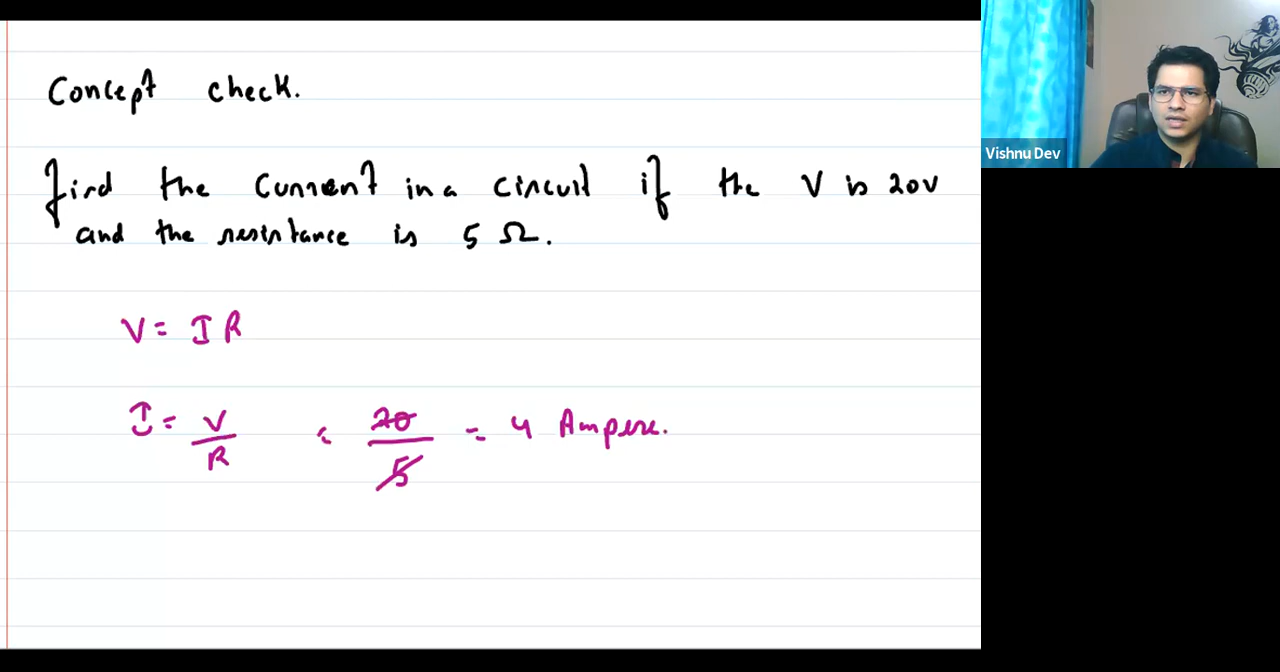 Concept check.
Vishnu Dev
find the current in a circuit if the V is 20v
and the resistance is 5 Ω.
V = I R
I = V/R = 20/5 = 4 Ampere.